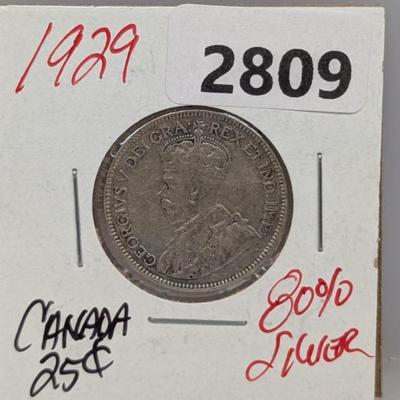 1929
2809
GEORGIVS V DEI GRA: REX ET IND: IMP:
CANADA
25¢
80%
SILVER